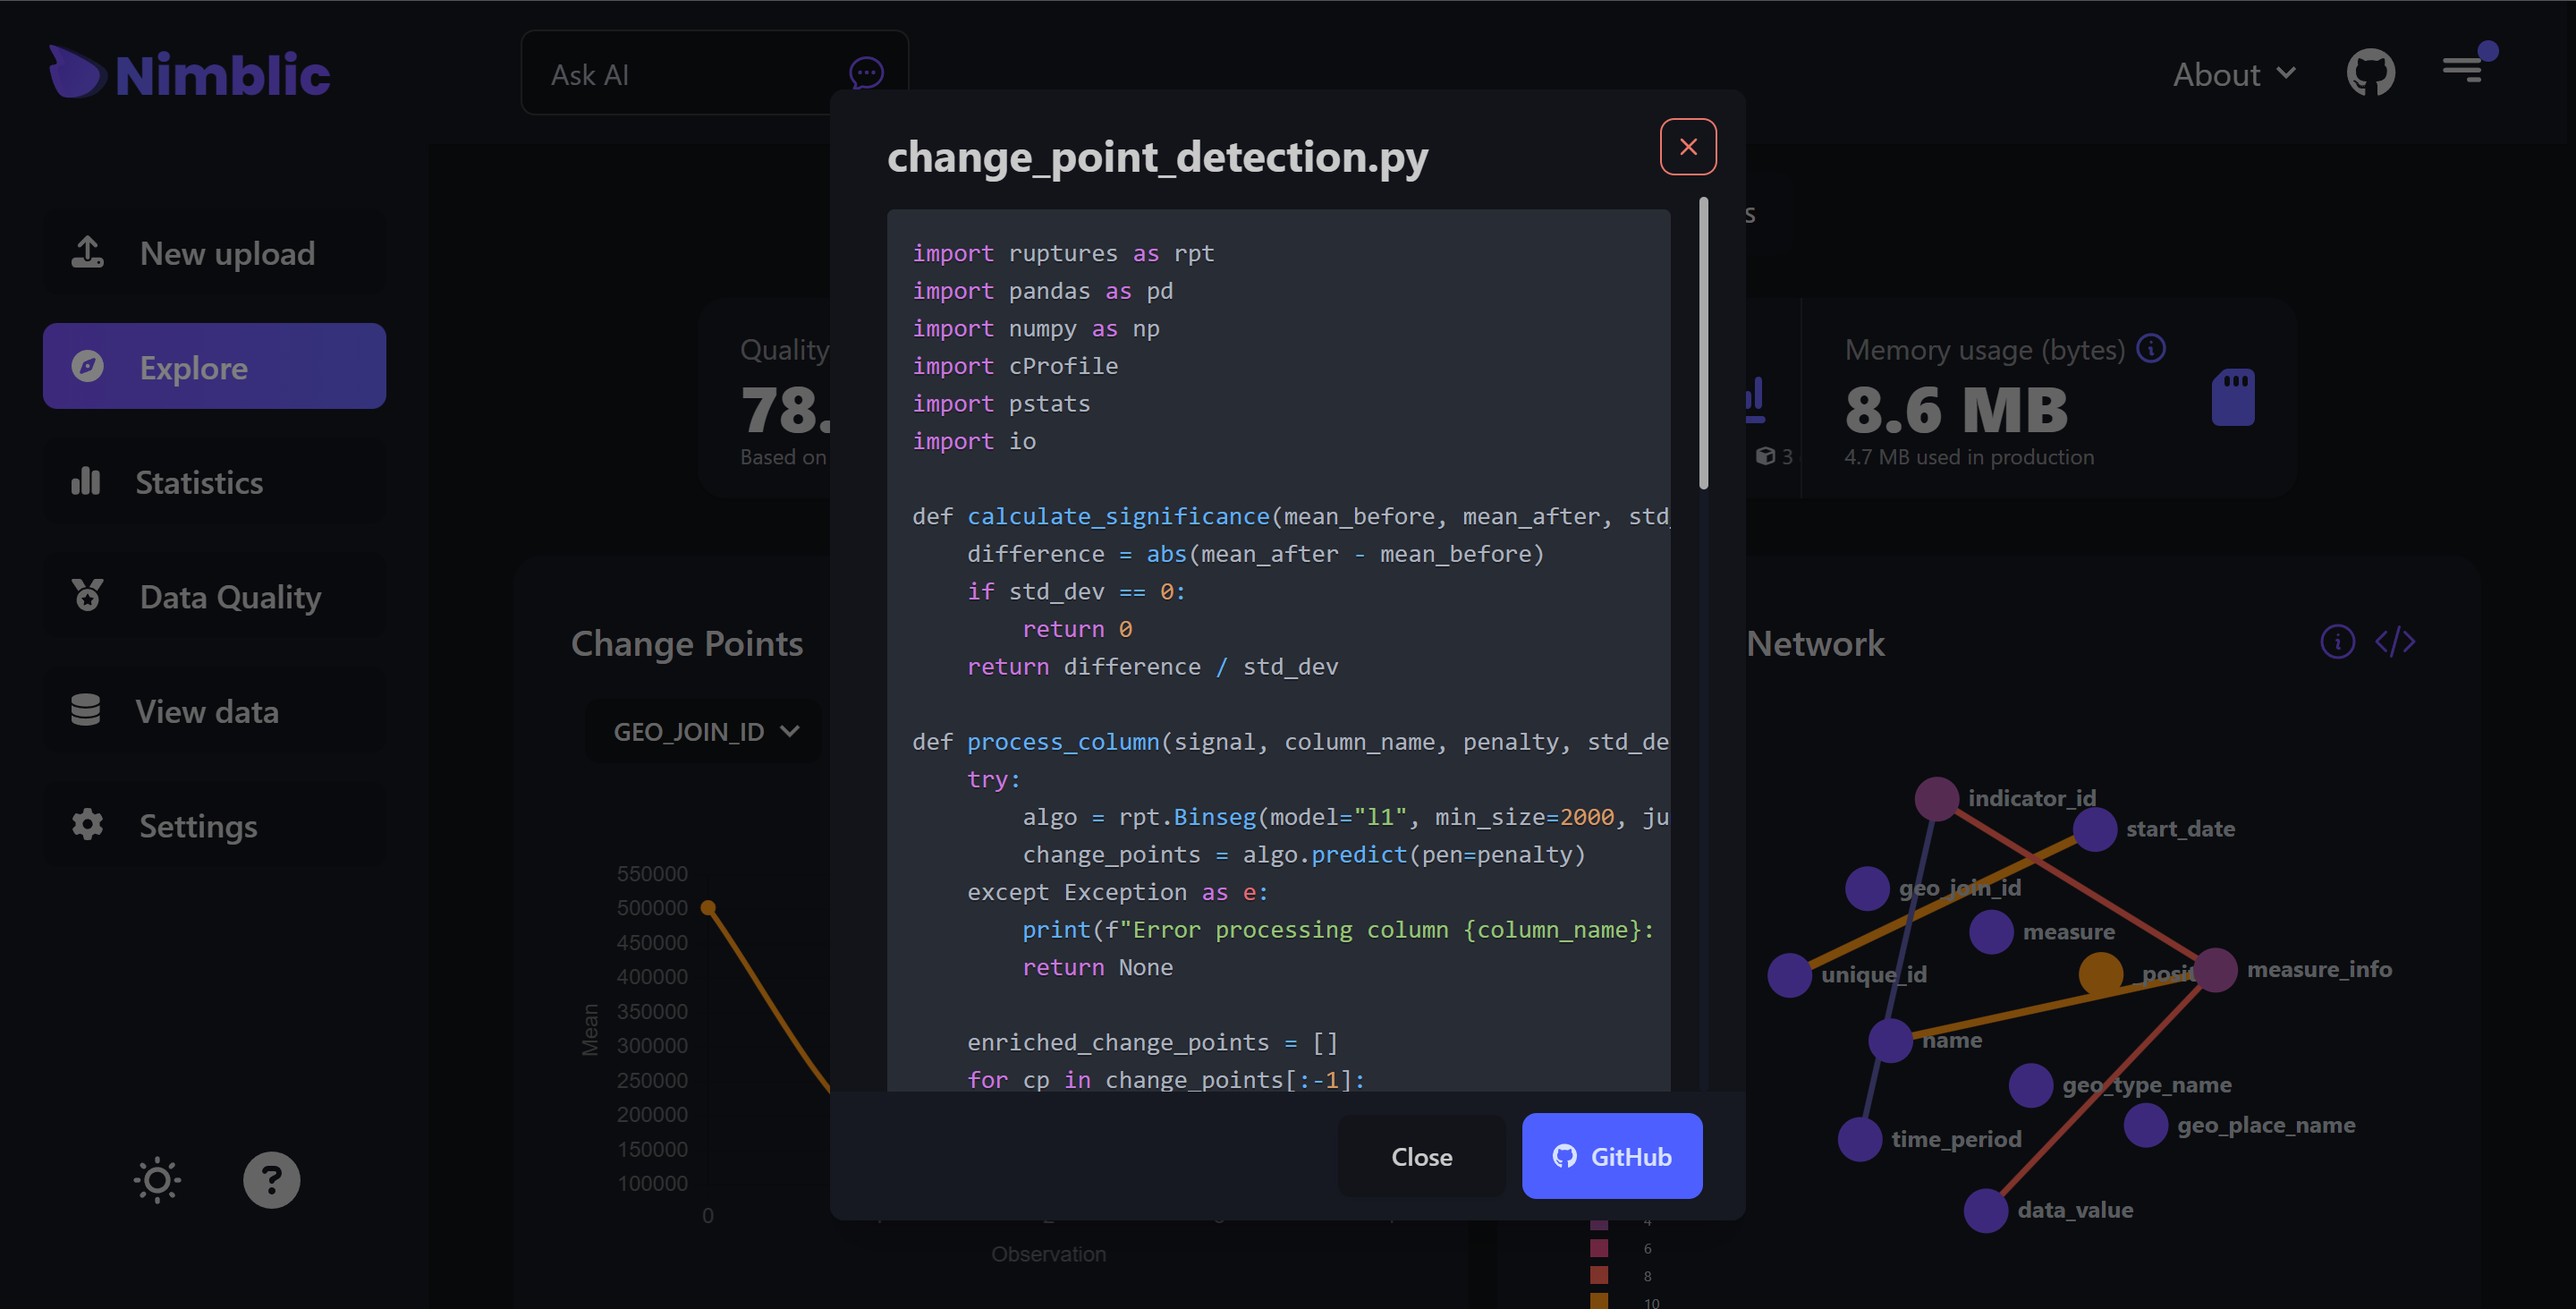 Nimblic
Ask AI
About
New upload
Explore
Statistics
Data Quality
View data
Settings
change_point_detection.py
import ruptures as rpt
import pandas as pd
import numpy as np
import cProfile
import pstats
import io
def calculate_significance(mean_before, mean_after, std_
    difference = abs(mean_after - mean_before)
    if std_dev == 0:
        return 0
    return difference / std_dev
def process_column(signal, column_name, penalty, std_de
    try:
        algo = rpt.Binseg(model="l1", min_size=2000, ju
        change_points = algo.predict(pen=penalty)
    except Exception as e:
        print(f"Error processing column {column_name}:
        return None
    enriched_change_points = []
    for cp in change_points[:-1]:
Close
GitHub
Quality
78.
Based on
s
3
Memory usage (bytes)
8.6 MB
4.7 MB used in production
Change Points
GEO_JOIN_ID
550000
500000
450000
400000
350000
300000
250000
200000
150000
100000
Mean
0
Observation
Network
indicator_id
start_date
geo_join_id
measure
unique_id
_posit
measure_info
name
geo_type_name
geo_place_name
time_period
data_value
4
6
8
10